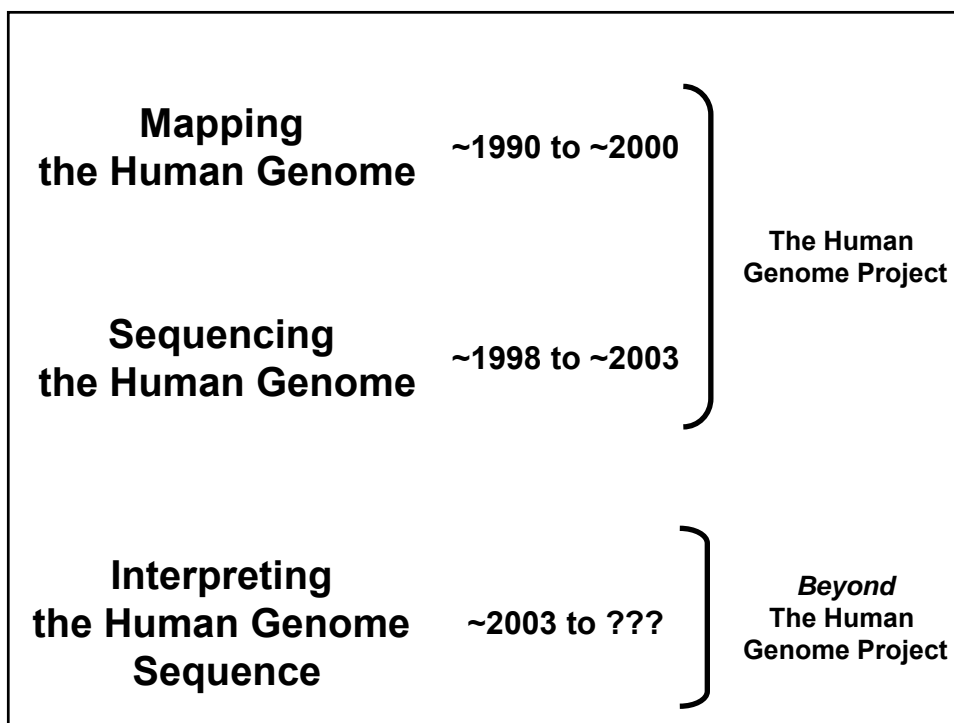 Mapping
the Human Genome
~1990 to ~2000
The Human
Genome Project
Sequencing
the Human Genome
~1998 to ~2003
Interpreting
the Human Genome
Sequence
~2003 to ???
Beyond
The Human
Genome Project